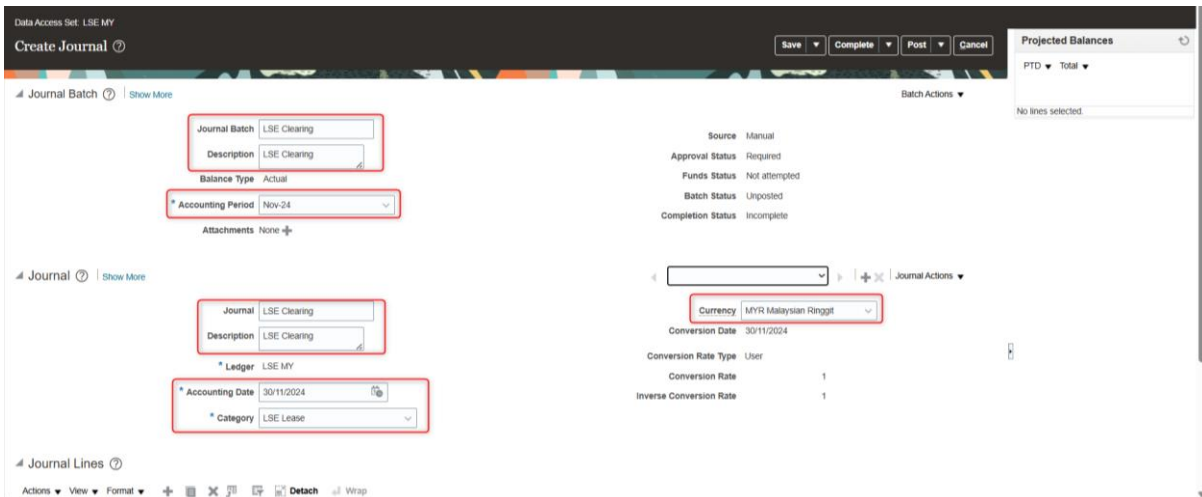 Data Access Set: LSE MY
Create Journal
Save Complete Post Cancel
Projected Balances
PTD Total
No lines selected.
Journal Batch Show More
Batch Actions
Journal Batch LSE Clearing
Description LSE Clearing
Balance Type Actual
* Accounting Period Nov-24
Attachments None
Source Manual
Approval Status Required
Funds Status Not attempted
Batch Status Unposted
Completion Status Incomplete
Journal Show More
Journal Actions
Journal LSE Clearing
Description LSE Clearing
* Ledger LSE MY
* Accounting Date 30/11/2024
* Category LSE Lease
Currency MYR Malaysian Ringgit
Conversion Date 30/11/2024
Conversion Rate Type User
Conversion Rate 1
Inverse Conversion Rate 1
Journal Lines
Actions View Format Detach Wrap